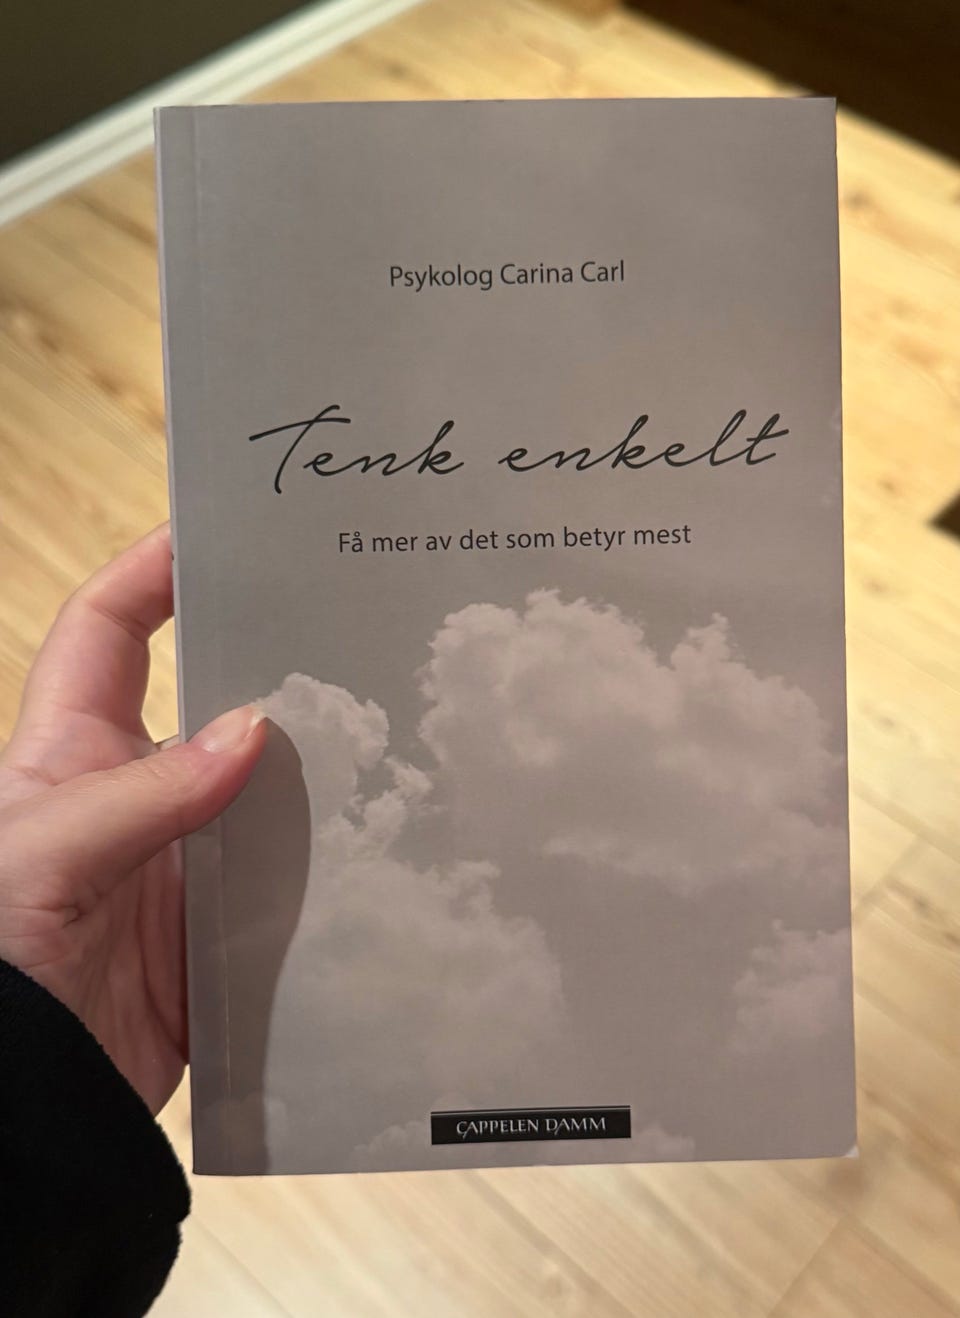 Psykolog Carina Carl
Tenk enkelt
Få mer av det som betyr mest
CAPPELEN DAMM